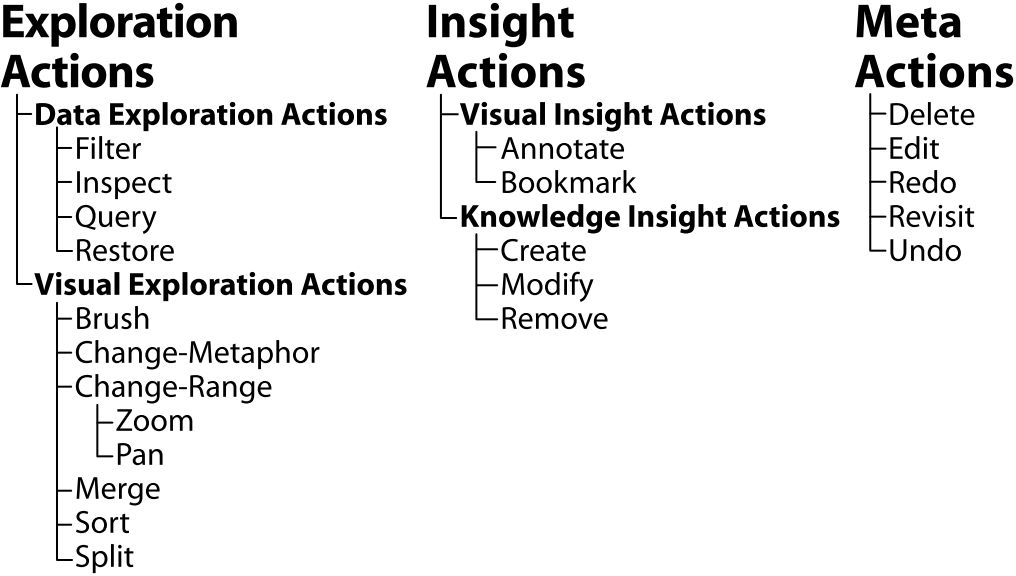 Exploration
Actions
Data Exploration Actions
Filter
Inspect
Query
Restore
Visual Exploration Actions
Brush
Change-Metaphor
Change-Range
Zoom
Pan
Merge
Sort
Split
Insight
Actions
Visual Insight Actions
Annotate
Bookmark
Knowledge Insight Actions
Create
Modify
Remove
Meta
Actions
Delete
Edit
Redo
Revisit
Undo